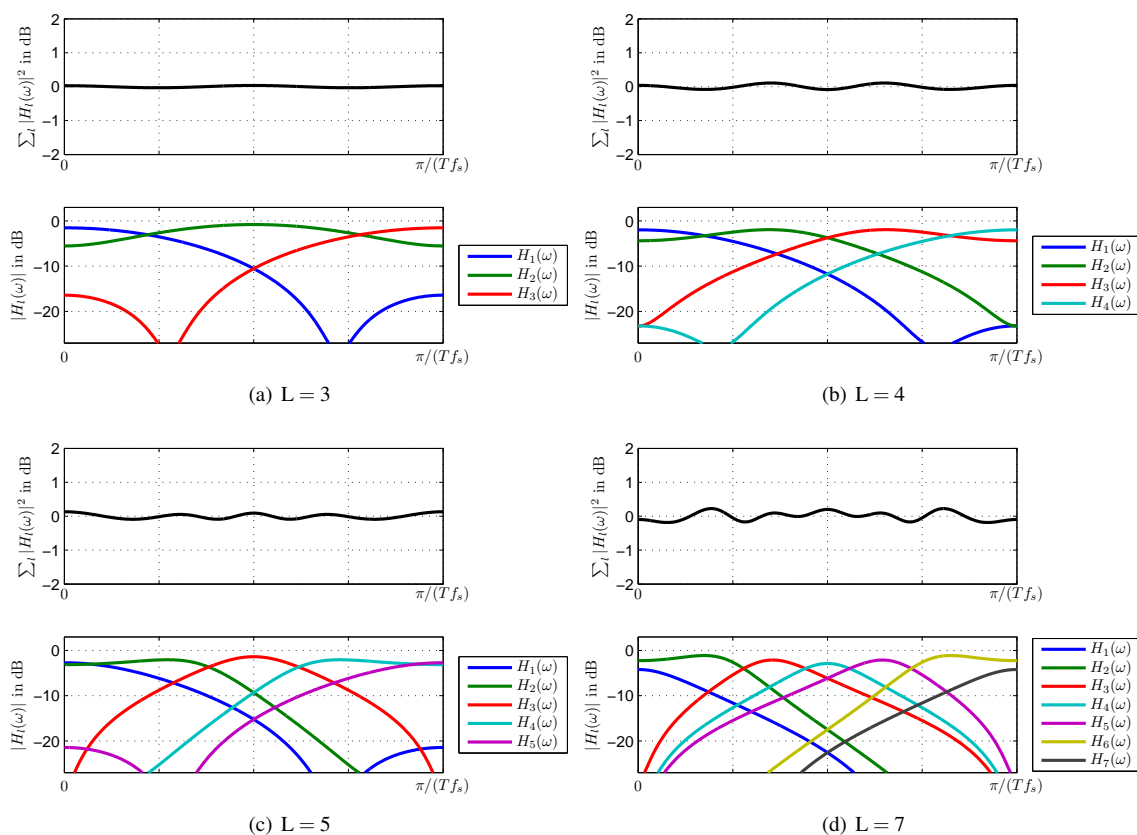 ∑_l |H_l(ω)|² in dB
2
1
0
−1
−2
0
π/(Tf_s)
∑_l |H_l(ω)|² in dB
2
1
0
−1
−2
0
π/(Tf_s)
|H_l(ω)| in dB
0
−10
−20
0
π/(Tf_s)
H_1(ω)
H_2(ω)
H_3(ω)
|H_l(ω)| in dB
0
−10
−20
0
π/(Tf_s)
H_1(ω)
H_2(ω)
H_3(ω)
H_4(ω)
(a) L = 3
(b) L = 4
∑_l |H_l(ω)|² in dB
2
1
0
−1
−2
0
π/(Tf_s)
∑_l |H_l(ω)|² in dB
2
1
0
−1
−2
0
π/(Tf_s)
|H_l(ω)| in dB
0
−10
−20
0
π/(Tf_s)
H_1(ω)
H_2(ω)
H_3(ω)
H_4(ω)
H_5(ω)
|H_l(ω)| in dB
0
−10
−20
0
π/(Tf_s)
H_1(ω)
H_2(ω)
H_3(ω)
H_4(ω)
H_5(ω)
H_6(ω)
H_7(ω)
(c) L = 5
(d) L = 7